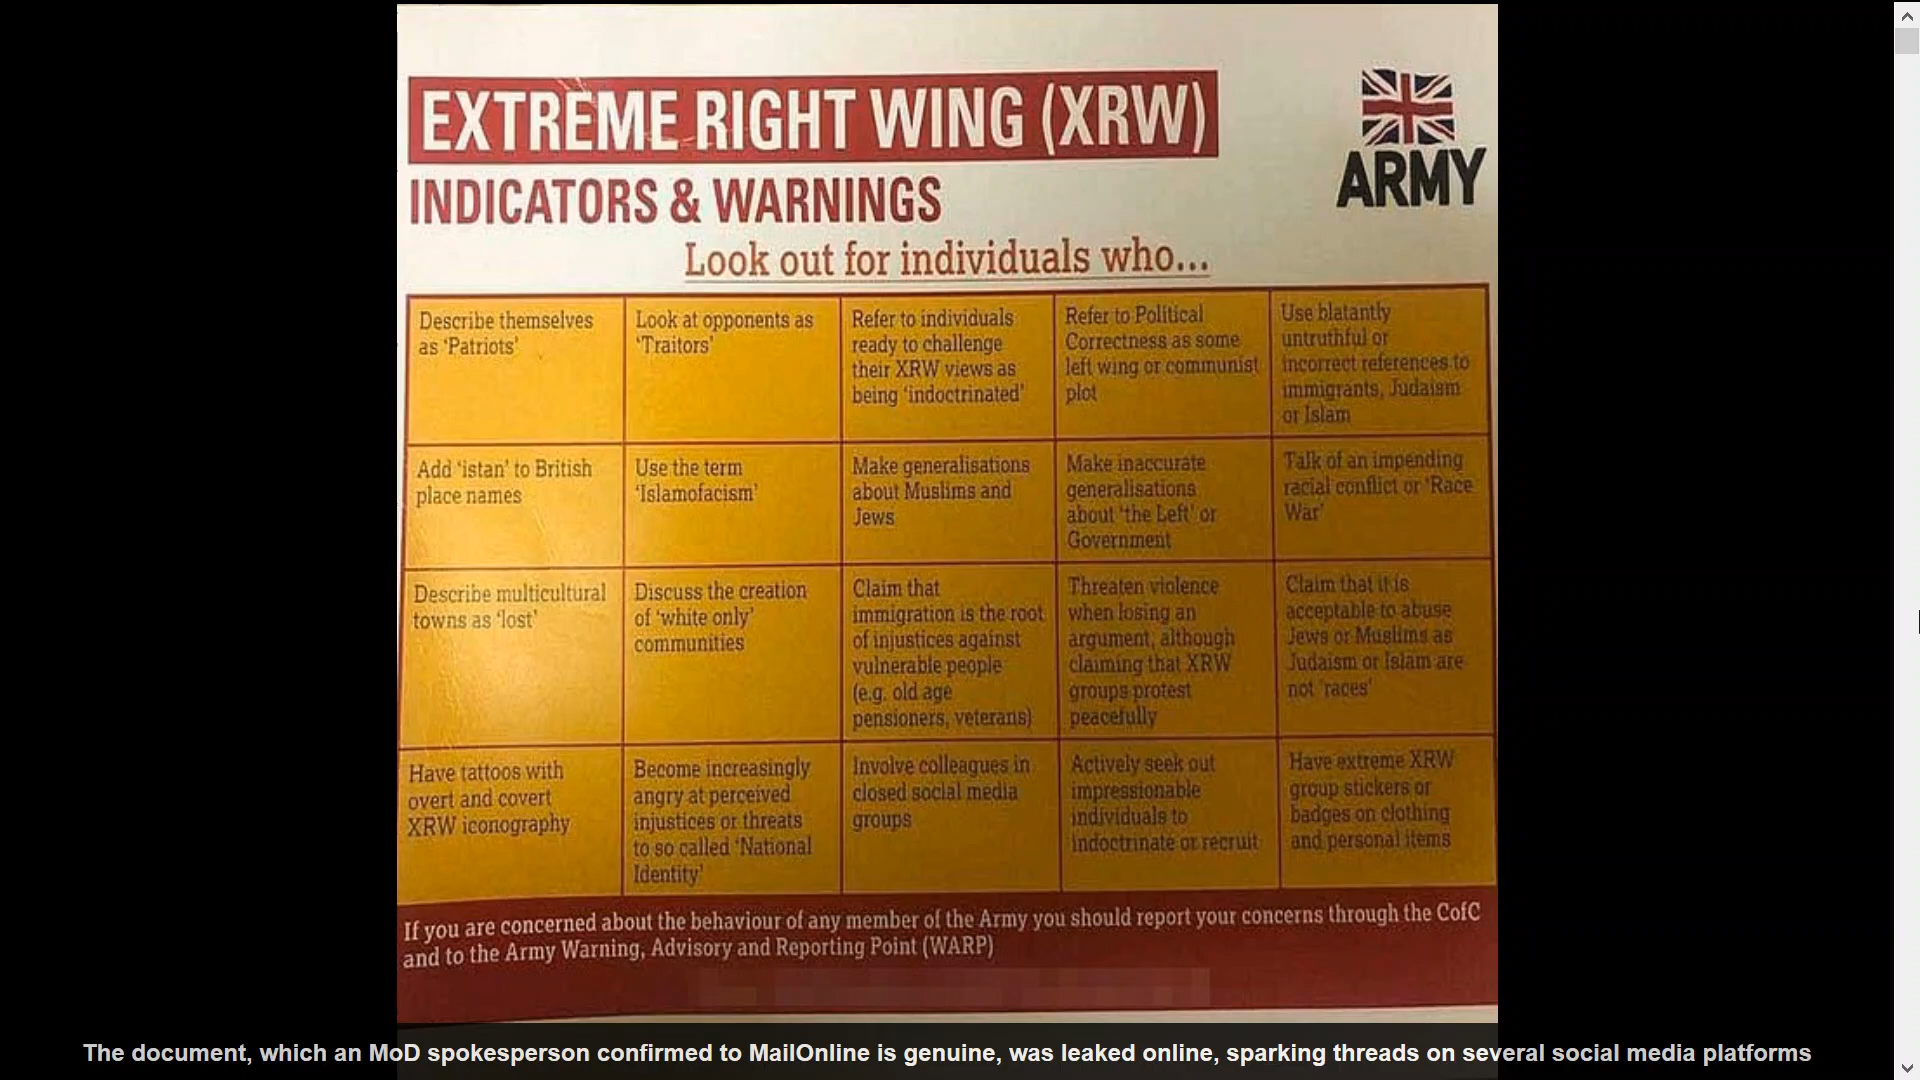 EXTREME RIGHT WING (XRW)
ARMY
INDICATORS & WARNINGS
Look out for individuals who...
Describe themselves
as 'Patriots'
Look at opponents as
'Traitors'
Refer to individuals
ready to challenge
their XRW views as
being 'indoctrinated'
Refer to Political
Correctness as some
left wing or communist
plot
Use blatantly
untruthful or
incorrect references to
immigrants, Judaism
or Islam
Add 'istan' to British
place names
Use the term
'Islamofacism'
Make generalisations
about Muslims and
Jews
Make inaccurate
generalisations
about 'the Left' or
Government
Talk of an impending
racial conflict or 'Race
War'
Describe multicultural
towns as 'lost'
Discuss the creation
of 'white only'
communities
Claim that
immigration is the root
of injustices against
vulnerable people
(e.g. old age
pensioners, veterans)
Threaten violence
when losing an
argument, although
claiming that XRW
groups protest
peacefully
Claim that it is
acceptable to abuse
Jews or Muslims as
Judaism or Islam are
not 'races'
Have tattoos with
overt and covert
XRW iconography
Become increasingly
angry at perceived
injustices or threats
to so called 'National
Identity'
Involve colleagues in
closed social media
groups
Actively seek out
impressionable
individuals to
indoctrinate or recruit
Have extreme XRW
group stickers or
badges on clothing
and personal items
If you are concerned about the behaviour of any member of the Army you should report your concerns through the CofC
and to the Army Warning, Advisory and Reporting Point (WARP)
The document, which an MoD spokesperson confirmed to MailOnline is genuine, was leaked online, sparking threads on several social media platforms